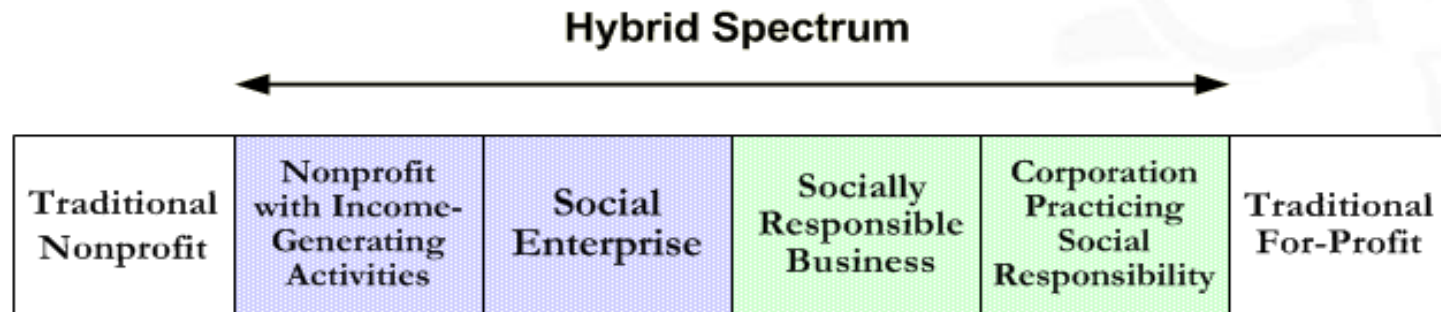 Hybrid Spectrum
Traditional
Nonprofit
Nonprofit
with Income-
Generating
Activities
Social
Enterprise
Socially
Responsible
Business
Corporation
Practicing
Social
Responsibility
Traditional
For-Profit